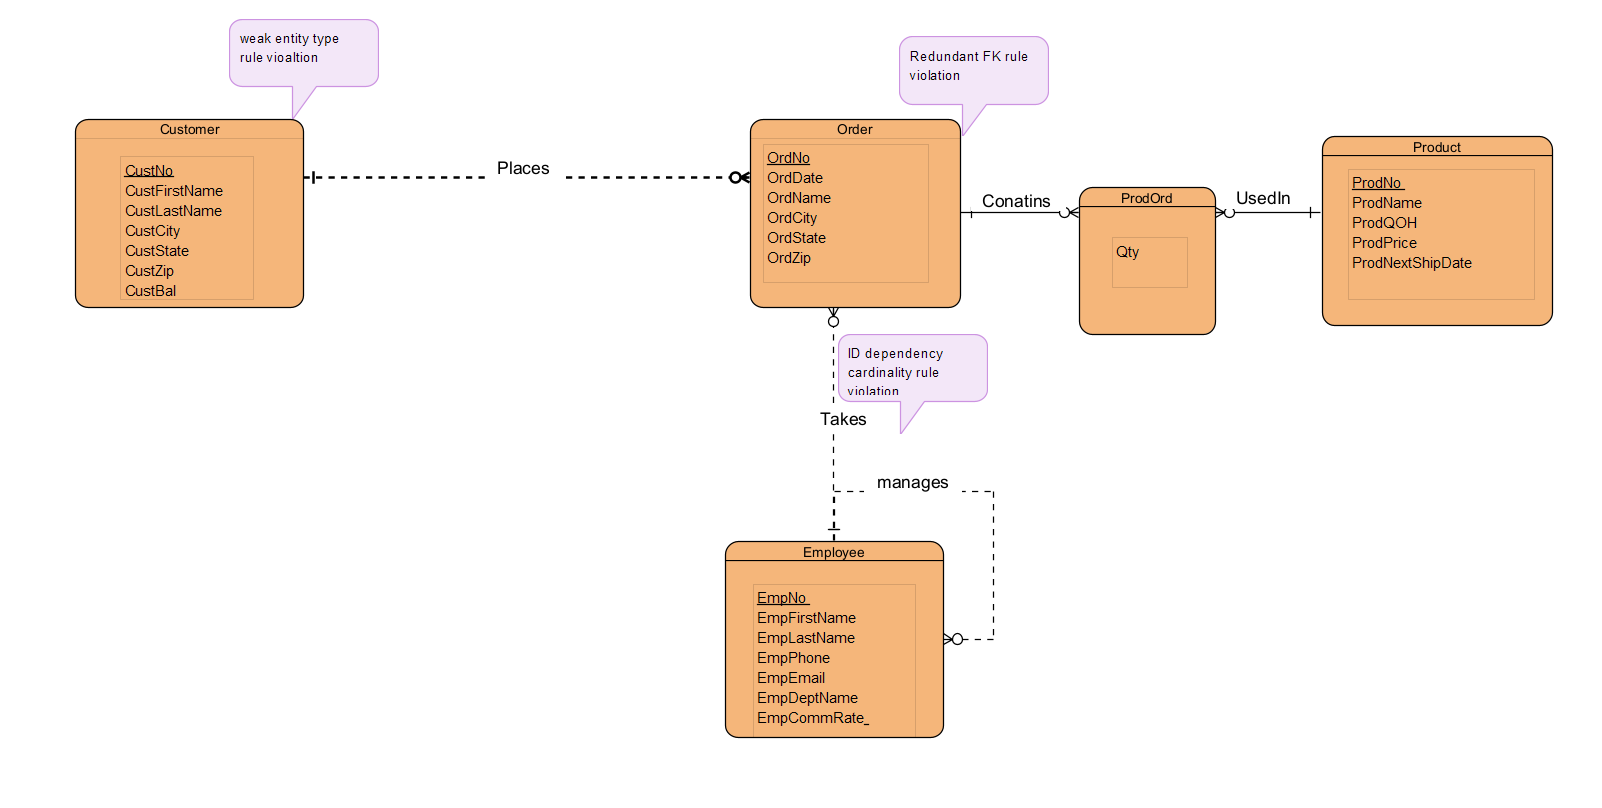 weak entity type
rule vioaltion
Redundant FK rule
violation
Customer
CustNo
CustFirstName
CustLastName
CustCity
CustState
CustZip
CustBal
Places
Order
OrdNo
OrdDate
OrdName
OrdCity
OrdState
OrdZip
Conatins
ProdOrd
Qty
UsedIn
Product
ProdNo
ProdName
ProdQOH
ProdPrice
ProdNextShipDate
ID dependency
cardinality rule
violation
Takes
manages
Employee
EmpNo
EmpFirstName
EmpLastName
EmpPhone
EmpEmail
EmpDeptName
EmpCommRate_